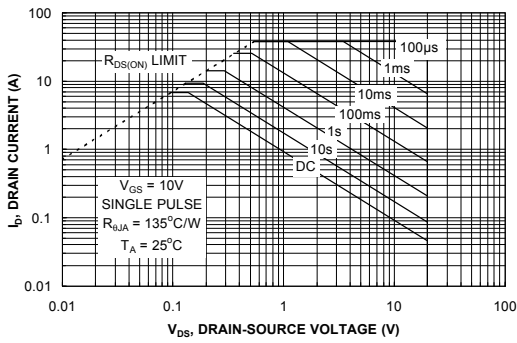 100
R_DS(ON) LIMIT
100µs
1ms
10
10ms
100ms
1
1s
10s
DC
V_GS = 10V
SINGLE PULSE
R_θJA = 135°C/W
T_A = 25°C
0.1
0.01
0.01
0.1
1
10
100
I_D, DRAIN CURRENT (A)
V_DS, DRAIN-SOURCE VOLTAGE (V)